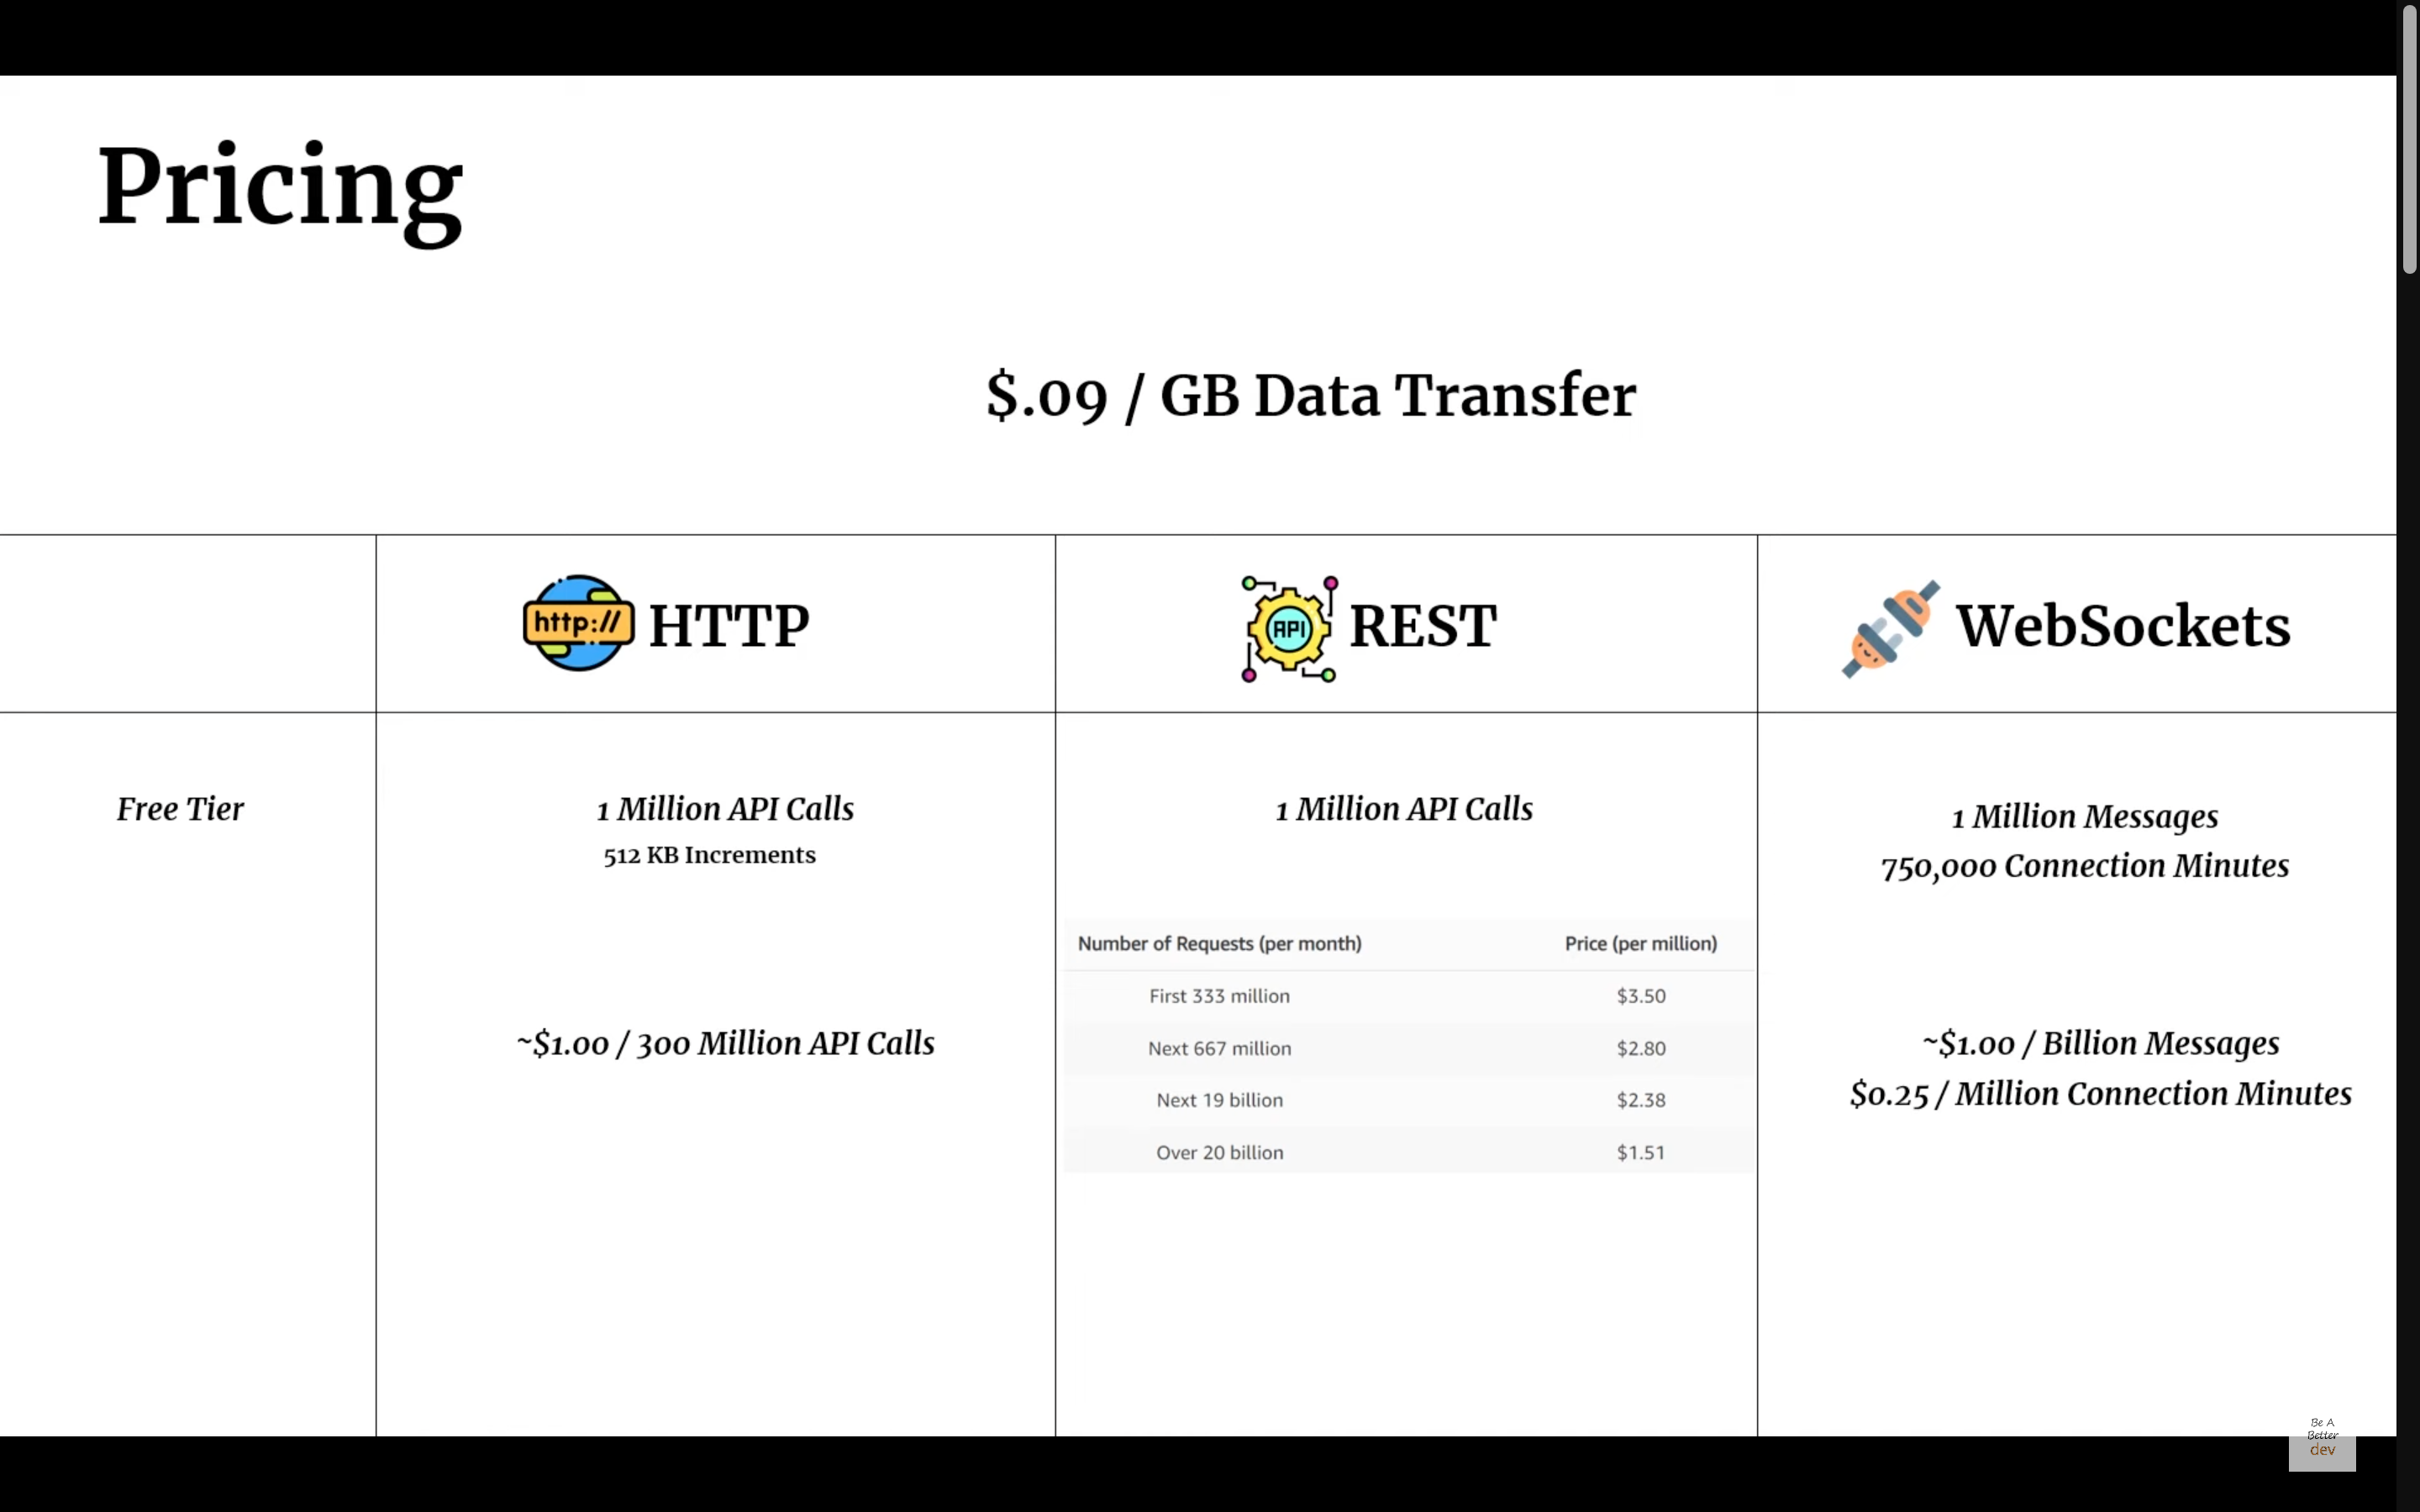 Pricing
$.09 / GB Data Transfer
http:// HTTP
API REST
WebSockets
Free Tier
1 Million API Calls
512 KB Increments
~$1.00 / 300 Million API Calls
1 Million API Calls
Number of Requests (per month) Price (per million)
First 333 million $3.50
Next 667 million $2.80
Next 19 billion $2.38
Over 20 billion $1.51
1 Million Messages
750,000 Connection Minutes
~$1.00 / Billion Messages
$0.25 / Million Connection Minutes
Be A
Better
dev